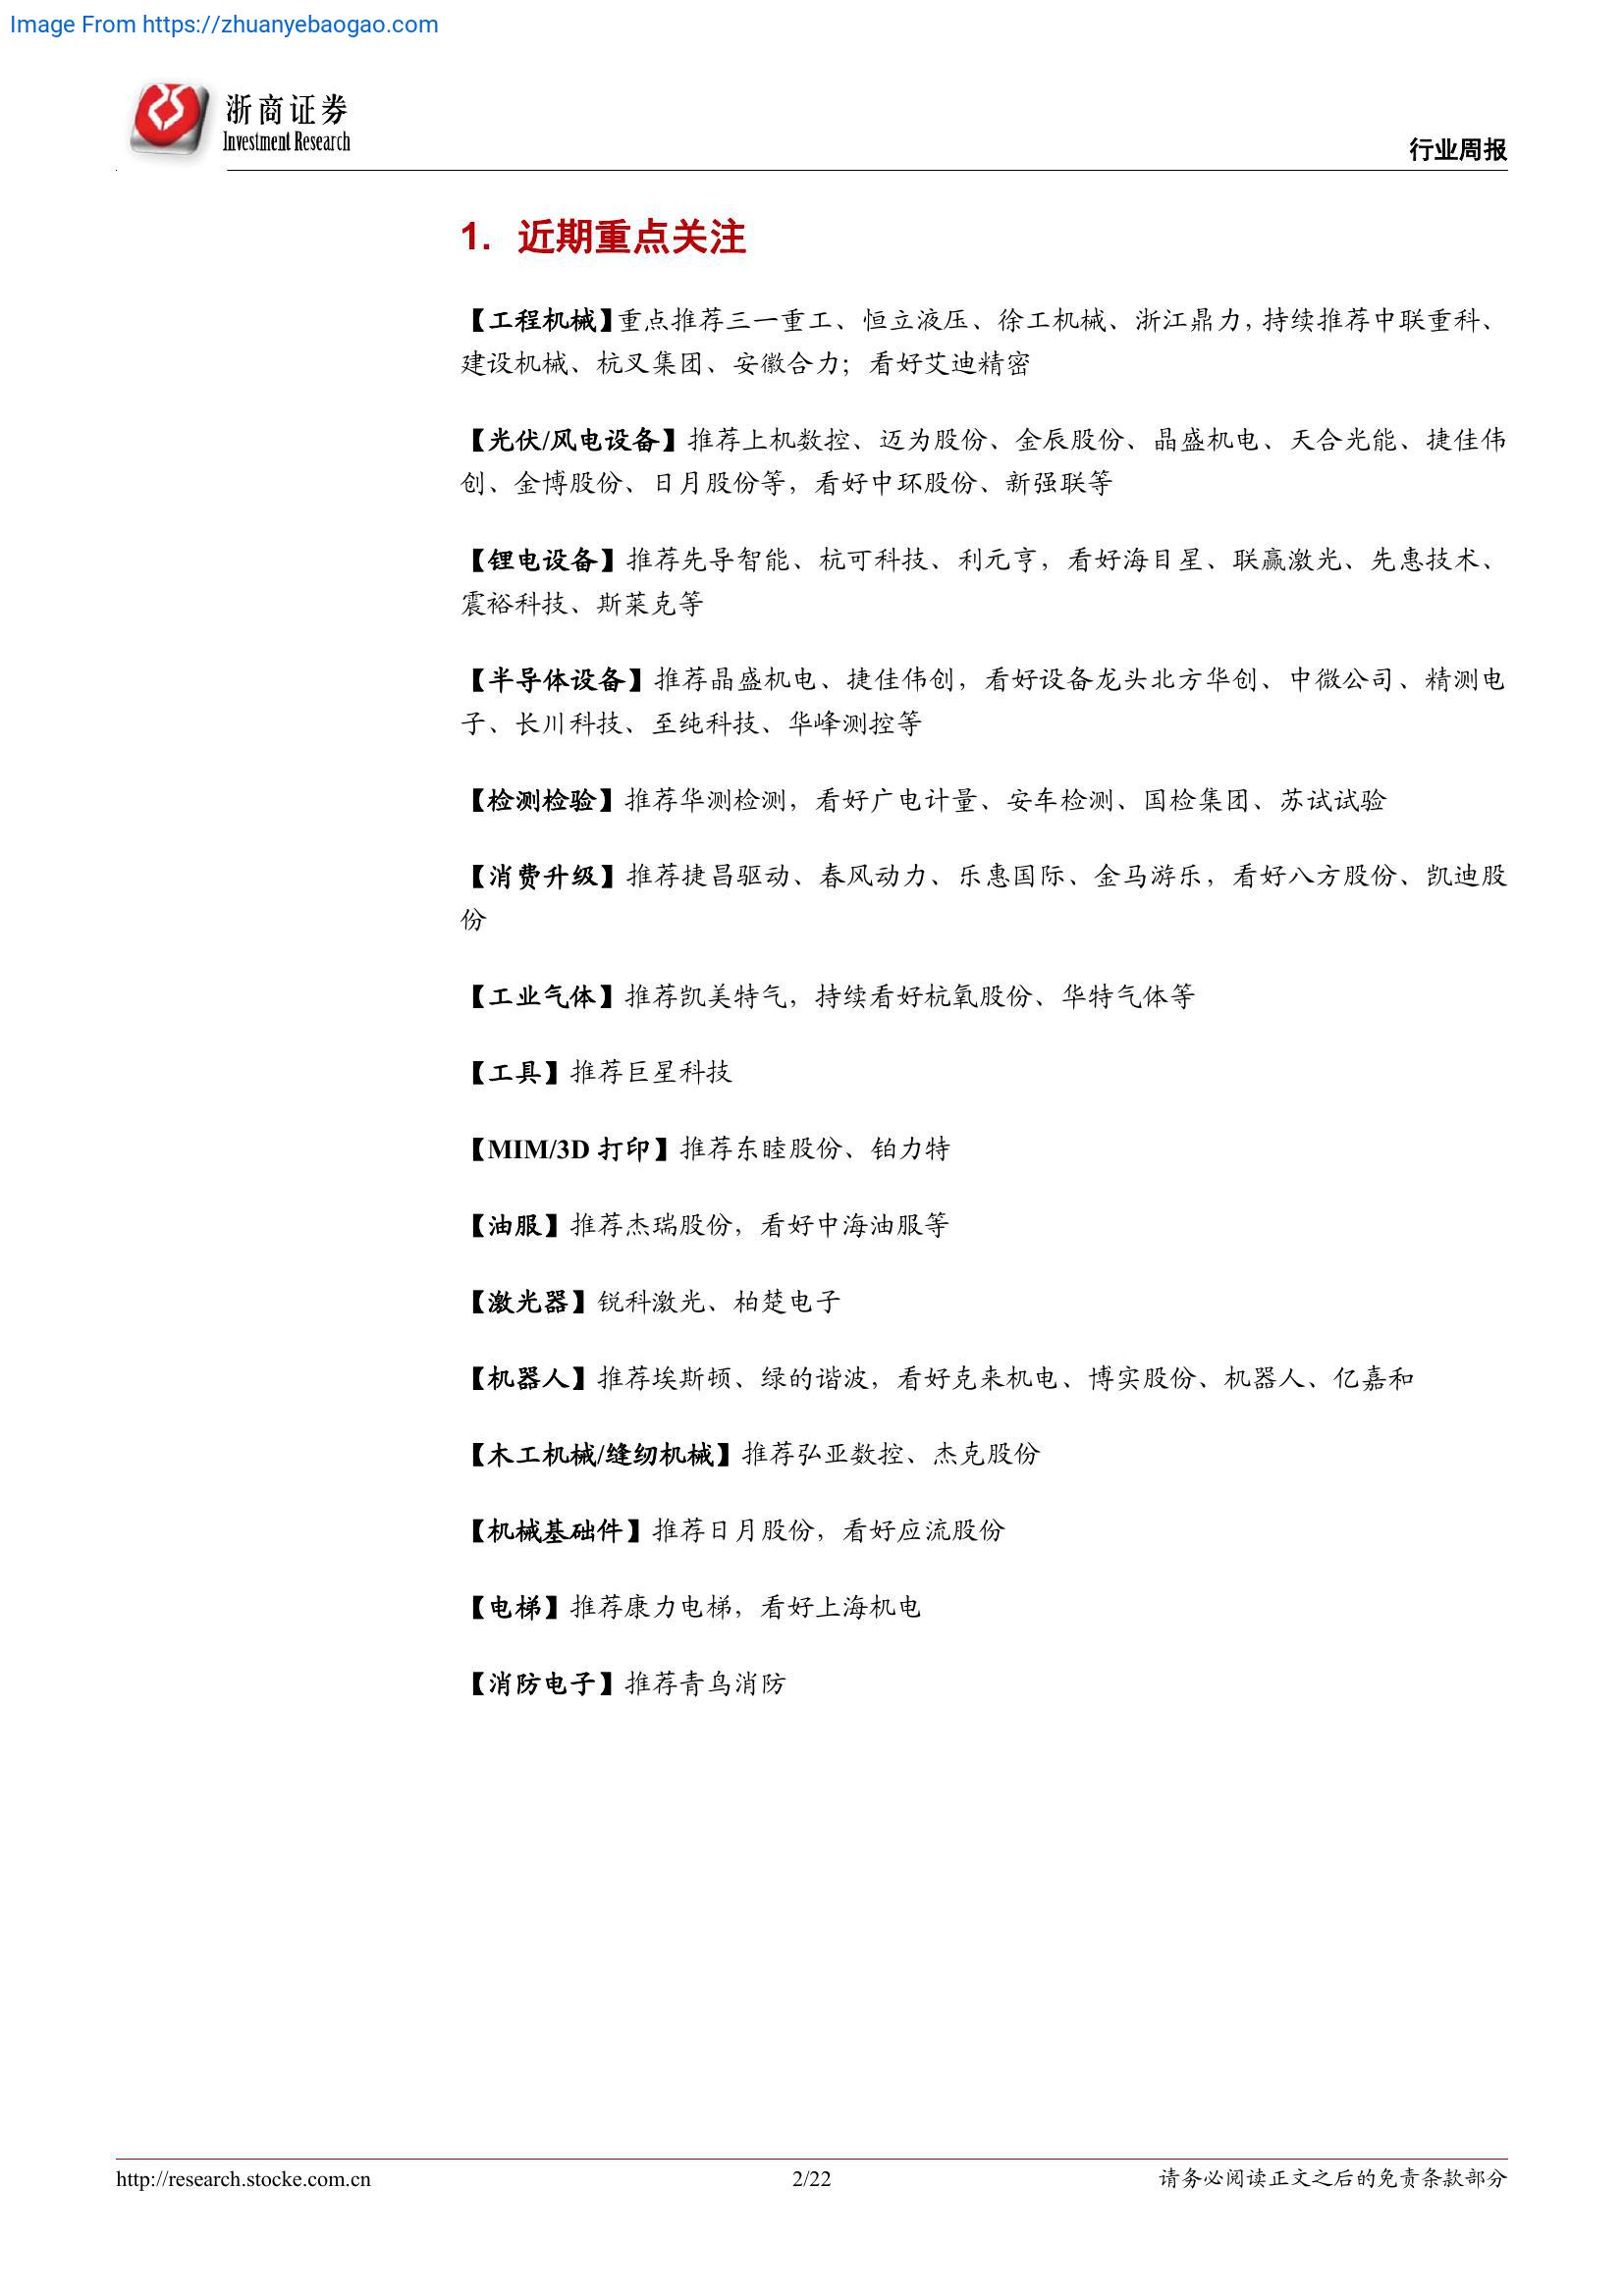 Image From https://zhuanyebaogao.com
浙商证券
Investment Research
行业周报
1. 近期重点关注
【工程机械】重点推荐三一重工、恒立液压、徐工机械、浙江鼎力，持续推荐中联重科、
建设机械、杭叉集团、安徽合力；看好艾迪精密
【光伏/风电设备】推荐上机数控、迈为股份、金辰股份、晶盛机电、天合光能、捷佳伟
创、金博股份、日月股份等，看好中环股份、新强联等
【锂电设备】推荐先导智能、杭可科技、利元亨，看好海目星、联赢激光、先惠技术、
震裕科技、斯莱克等
【半导体设备】推荐晶盛机电、捷佳伟创，看好设备龙头北方华创、中微公司、精测电
子、长川科技、至纯科技、华峰测控等
【检测检验】推荐华测检测，看好广电计量、安车检测、国检集团、苏试试验
【消费升级】推荐捷昌驱动、春风动力、乐惠国际、金马游乐，看好八方股份、凯迪股
份
【工业气体】推荐凯美特气，持续看好杭氧股份、华特气体等
【工具】推荐巨星科技
【MIM/3D 打印】推荐东睦股份、铂力特
【油服】推荐杰瑞股份，看好中海油服等
【激光器】锐科激光、柏楚电子
【机器人】推荐埃斯顿、绿的谐波，看好克来机电、博实股份、机器人、亿嘉和
【木工机械/缝纫机械】推荐弘亚数控、杰克股份
【机械基础件】推荐日月股份，看好应流股份
【电梯】推荐康力电梯，看好上海机电
【消防电子】推荐青鸟消防
http://research.stocke.com.cn
2/22
请务必阅读正文之后的免责条款部分